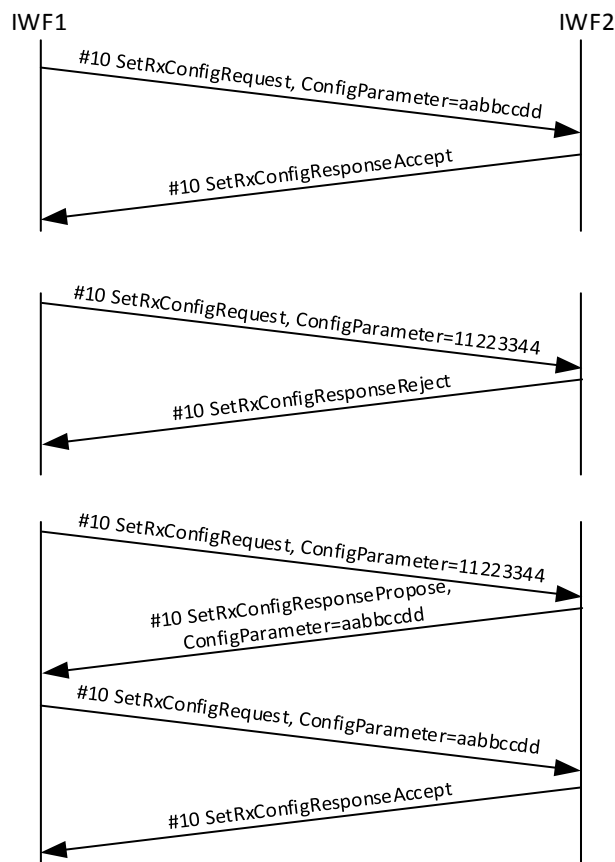 IWF1
IWF2
#10 SetRxConfigRequest, ConfigParameter=aabbccdd
#10 SetRxConfigResponseAccept
#10 SetRxConfigRequest, ConfigParameter=11223344
#10 SetRxConfigResponseReject
#10 SetRxConfigRequest, ConfigParameter=11223344
#10 SetRxConfigResponsePropose,
ConfigParameter=aabbccdd
#10 SetRxConfigRequest, ConfigParameter=aabbccdd
#10 SetRxConfigResponseAccept